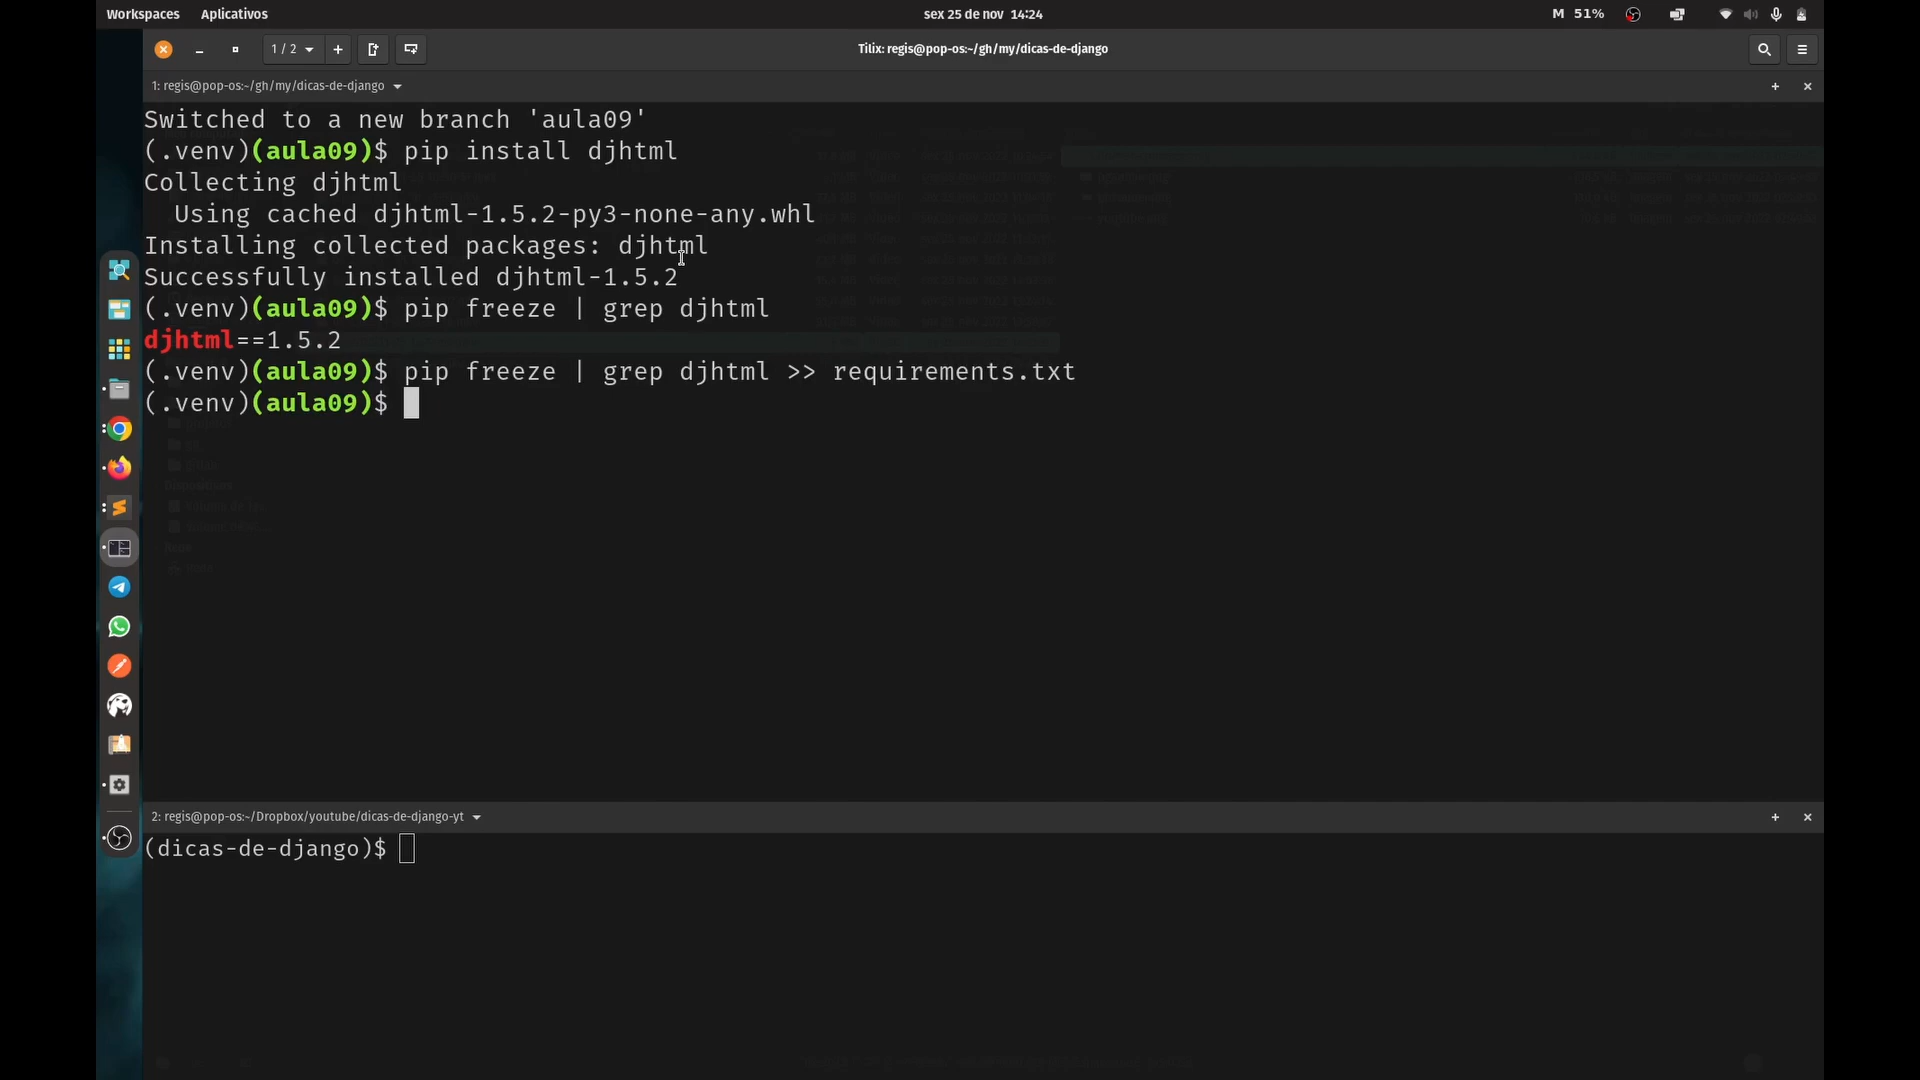 Workspaces Aplicativos sex 25 de nov 14:24 M 51%
1 / 2 Tilix: regis@pop-os:~/gh/my/dicas-de-django
1: regis@pop-os:~/gh/my/dicas-de-django
Switched to a new branch 'aula09'
(.venv)(aula09)$ pip install djhtml
Collecting djhtml
  Using cached djhtml-1.5.2-py3-none-any.whl
Installing collected packages: djhtml
Successfully installed djhtml-1.5.2
(.venv)(aula09)$ pip freeze | grep djhtml
djhtml==1.5.2
(.venv)(aula09)$ pip freeze | grep djhtml >> requirements.txt
(.venv)(aula09)$
2: regis@pop-os:~/Dropbox/youtube/dicas-de-django-yt
(dicas-de-django)$